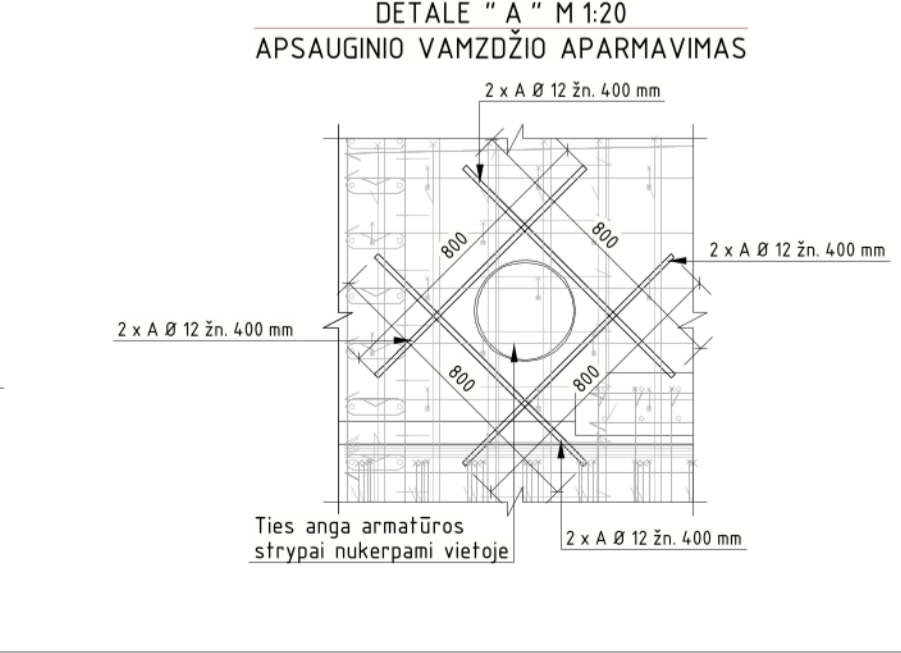 DETALĖ " A " M 1:20
APSAUGINIO VAMZDŽIO APARMAVIMAS
2 x A Ø 12 žn. 400 mm
800
800
2 x A Ø 12 žn. 400 mm
2 x A Ø 12 žn. 400 mm
800
800
Ties anga armatūros
strypai nukerpami vietoje
2 x A Ø 12 žn. 400 mm